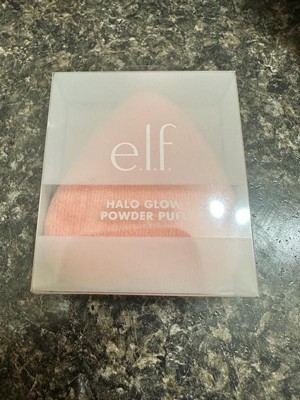 e.l.f.
HALO GLOW
POWDER PUFF